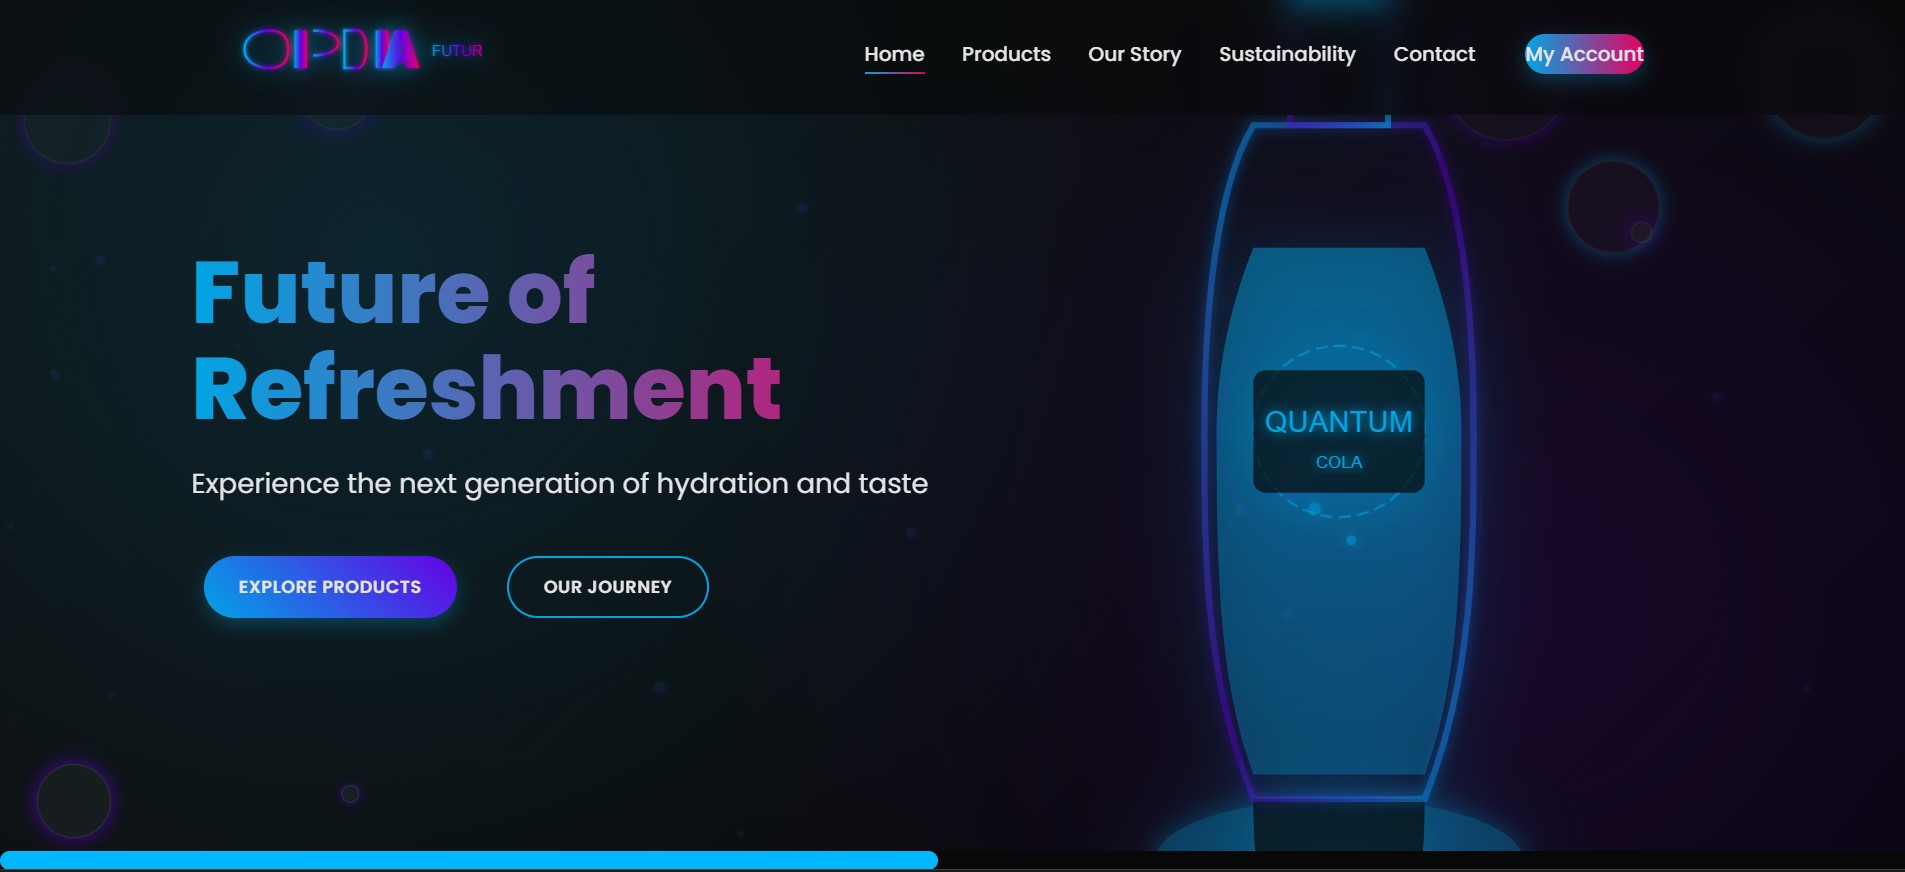 OPDIA FUTUR
Home Products Our Story Sustainability Contact My Account
Future of
Refreshment
Experience the next generation of hydration and taste
EXPLORE PRODUCTS OUR JOURNEY
QUANTUM
COLA